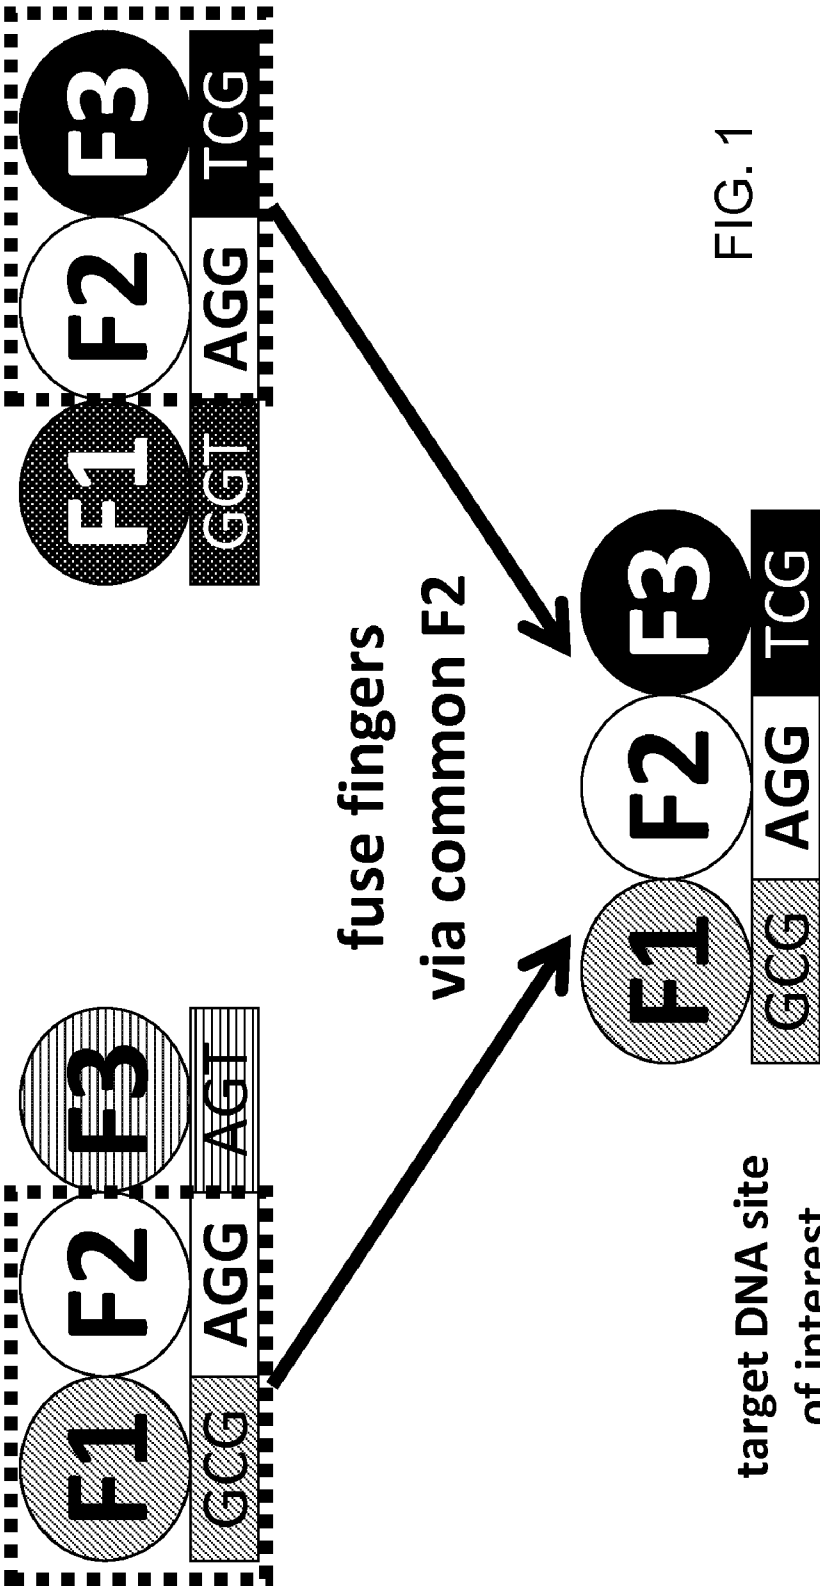 F1 F2 F3
GCG AGG AGT
F1 F2 F3
GGT AGG TCG
fuse fingers
via common F2
F1 F2 F3
target DNA site
of interest
GCG AGG TCG
FIG. 1